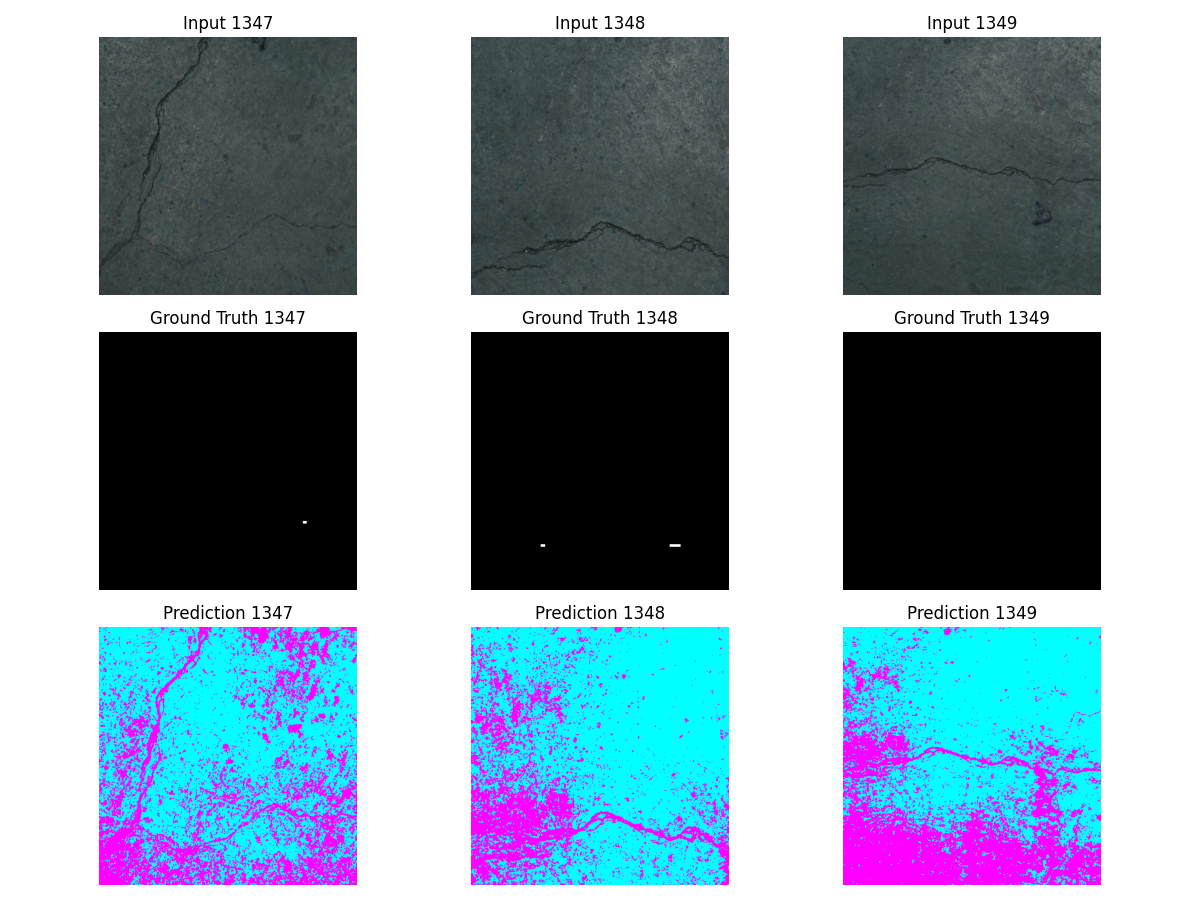 Input 1347
Input 1348
Input 1349
Ground Truth 1347
Ground Truth 1348
Ground Truth 1349
Prediction 1347
Prediction 1348
Prediction 1349